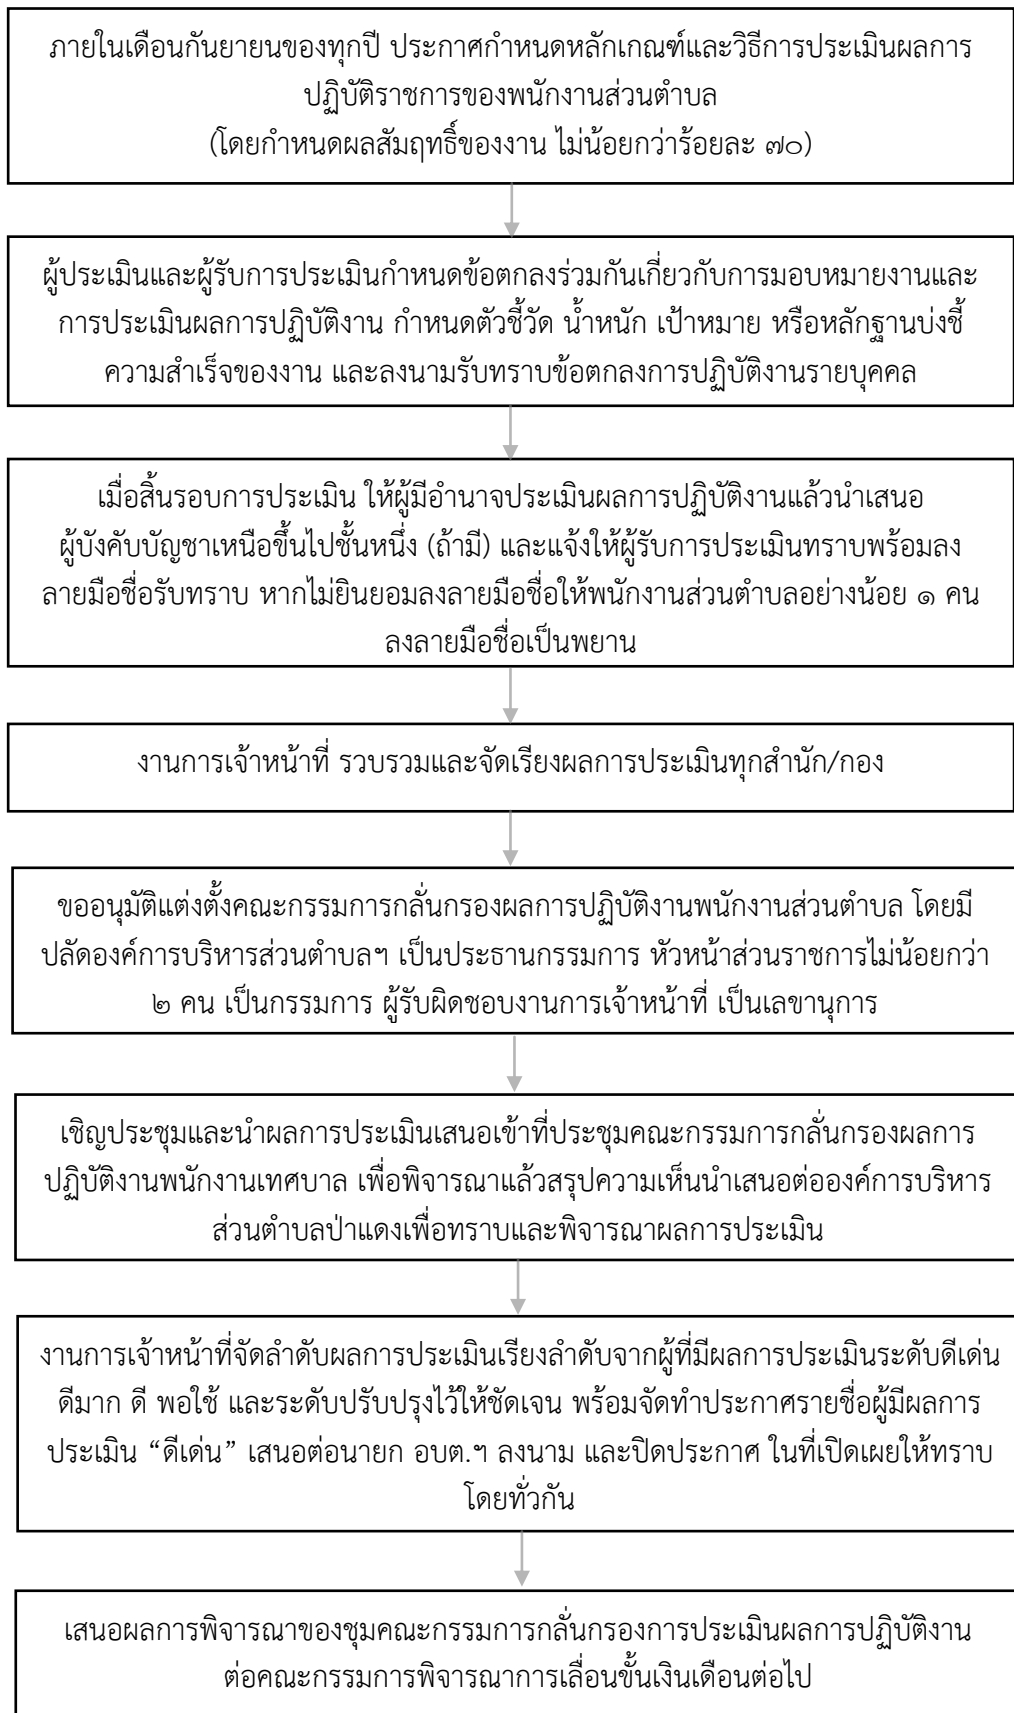 ภายในเดือนกันยายนของทุกปี ประกาศกำหนดหลักเกณฑ์และวิธีการประเมินผลการ
ปฏิบัติราชการของพนักงานส่วนตำบล
(โดยกำหนดผลสัมฤทธิ์ของงาน ไม่น้อยกว่าร้อยละ ๗๐)
ผู้ประเมินและผู้รับการประเมินกำหนดข้อตกลงร่วมกันเกี่ยวกับการมอบหมายงานและ
การประเมินผลการปฏิบัติงาน กำหนดตัวชี้วัด น้ำหนัก เป้าหมาย หรือหลักฐานบ่งชี้
ความสำเร็จของงาน และลงนามรับทราบข้อตกลงการปฏิบัติงานรายบุคคล
เมื่อสิ้นรอบการประเมิน ให้ผู้มีอำนาจประเมินผลการปฏิบัติงานแล้วนำเสนอ
ผู้บังคับบัญชาเหนือขึ้นไปชั้นหนึ่ง (ถ้ามี) และแจ้งให้ผู้รับการประเมินทราบพร้อมลง
ลายมือชื่อรับทราบ หากไม่ยินยอมลงลายมือชื่อให้พนักงานส่วนตำบลอย่างน้อย ๑ คน
ลงลายมือชื่อเป็นพยาน
งานการเจ้าหน้าที่ รวบรวมและจัดเรียงผลการประเมินทุกสำนัก/กอง
ขออนุมัติแต่งตั้งคณะกรรมการกลั่นกรองผลการปฏิบัติงานพนักงานส่วนตำบล โดยมี
ปลัดองค์การบริหารส่วนตำบลฯ เป็นประธานกรรมการ หัวหน้าส่วนราชการไม่น้อยกว่า
๒ คน เป็นกรรมการ ผู้รับผิดชอบงานการเจ้าหน้าที่ เป็นเลขานุการ
เชิญประชุมและนำผลการประเมินเสนอเข้าที่ประชุมคณะกรรมการกลั่นกรองผลการ
ปฏิบัติงานพนักงานเทศบาล เพื่อพิจารณาแล้วสรุปความเห็นนำเสนอต่อองค์การบริหาร
ส่วนตำบลป่าแดงเพื่อทราบและพิจารณาผลการประเมิน
งานการเจ้าหน้าที่จัดลำดับผลการประเมินเรียงลำดับจากผู้ที่มีผลการประเมินระดับดีเด่น
ดีมาก ดี พอใช้ และระดับปรับปรุงไว้ให้ชัดเจน พร้อมจัดทำประกาศรายชื่อผู้มีผลการ
ประเมิน “ดีเด่น” เสนอต่อนายก อบต.ฯ ลงนาม และปิดประกาศ ในที่เปิดเผยให้ทราบ
โดยทั่วกัน
เสนอผลการพิจารณาของชุมคณะกรรมการกลั่นกรองการประเมินผลการปฏิบัติงาน
ต่อคณะกรรมการพิจารณาการเลื่อนขั้นเงินเดือนต่อไป